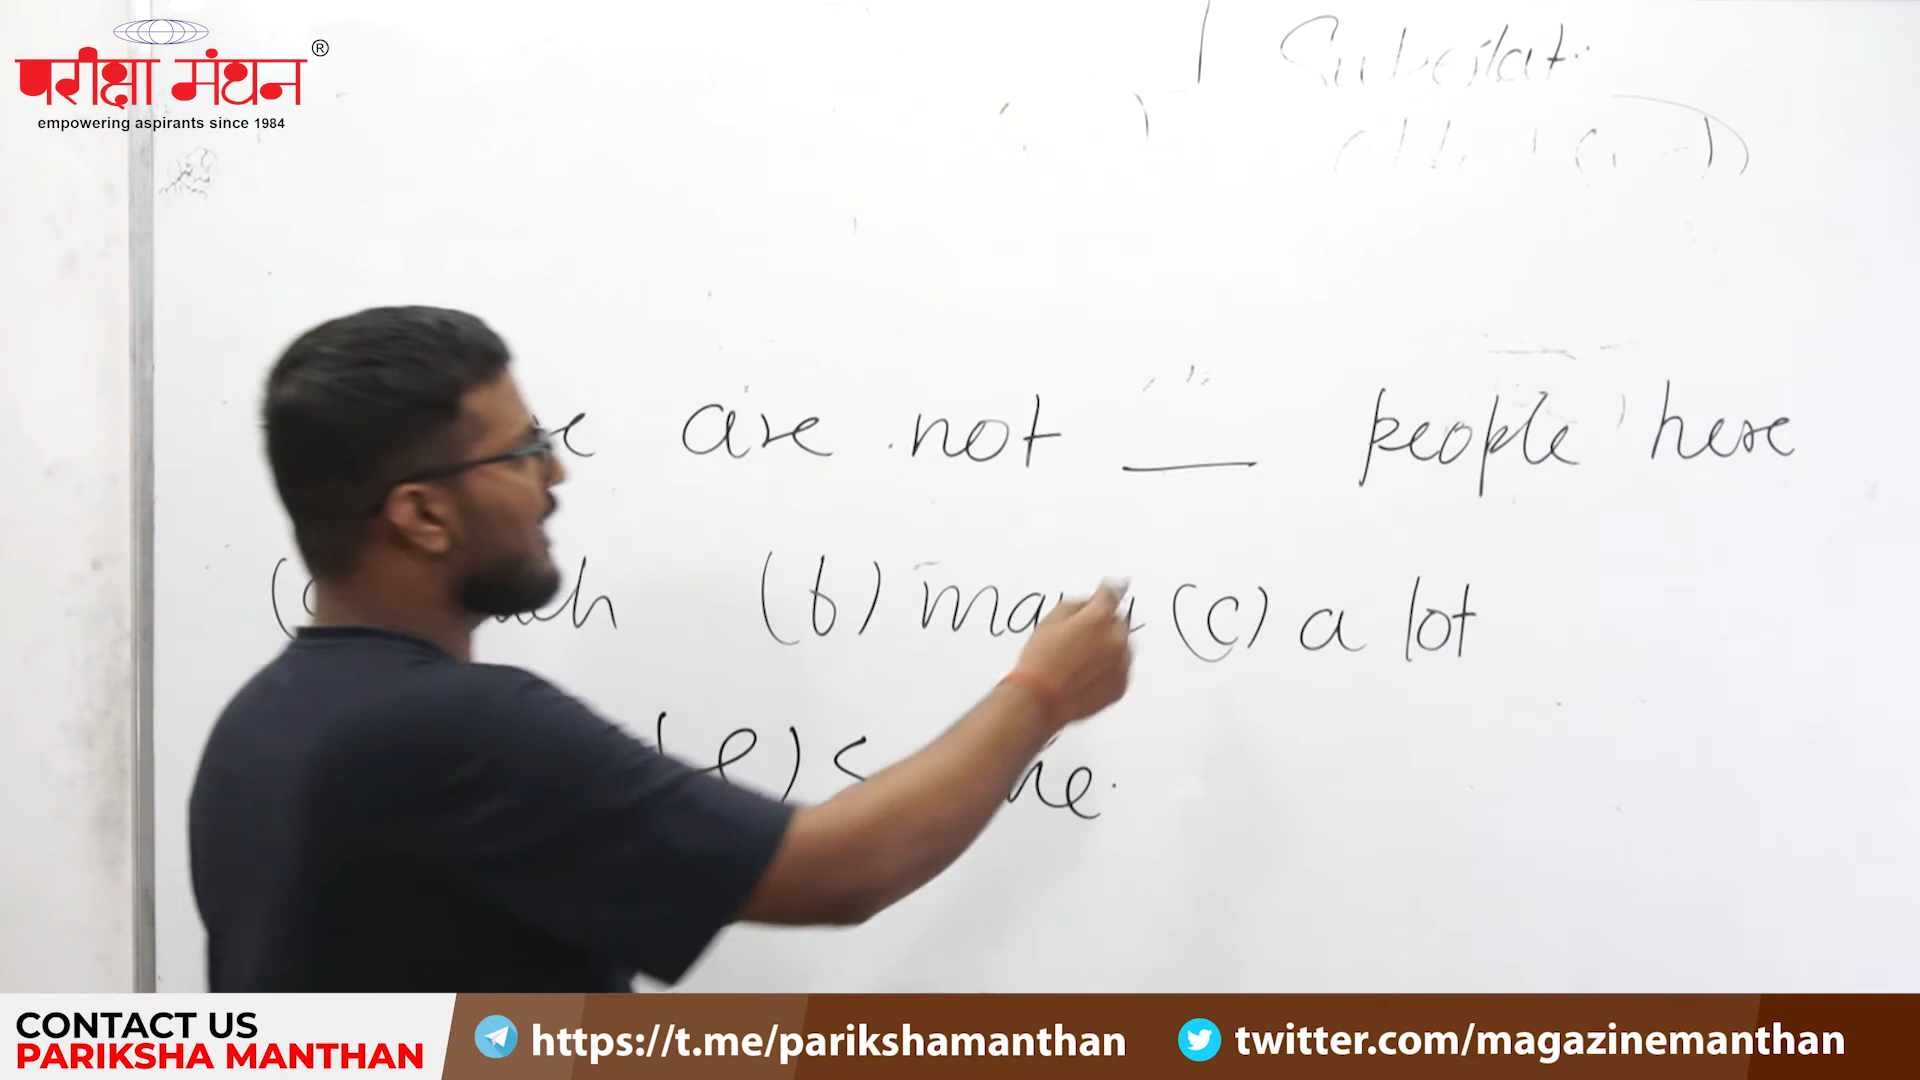 परीक्षा मंथन ®
empowering aspirants since 1984
are not __ people here
(b) many (c) a lot
(e)
CONTACT US
PARIKSHA MANTHAN
https://t.me/parikshamanthan
twitter.com/magazinemanthan